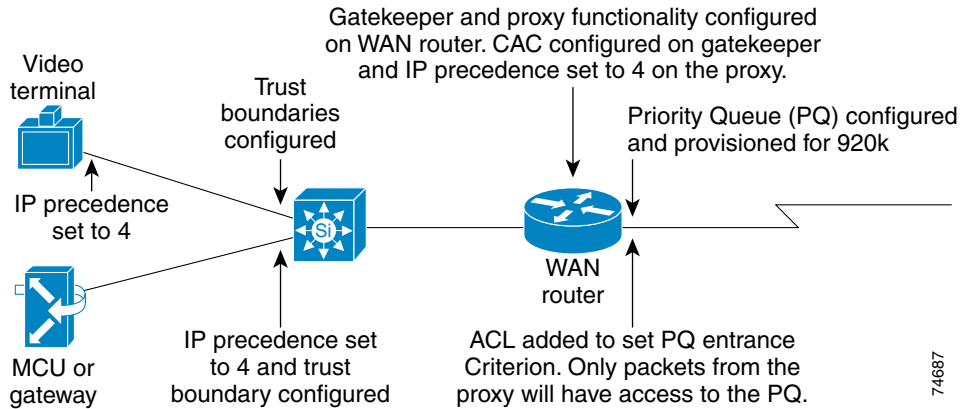 Gatekeeper and proxy functionality configured
on WAN router. CAC configured on gatekeeper
and IP precedence set to 4 on the proxy.
Video
terminal
Trust
boundaries
configured
Priority Queue (PQ) configured
and provisioned for 920k
IP precedence
set to 4
Si
WAN
router
MCU or
gateway
IP precedence set
to 4 and trust
boundary configured
ACL added to set PQ entrance
Criterion. Only packets from the
proxy will have access to the PQ.
74687